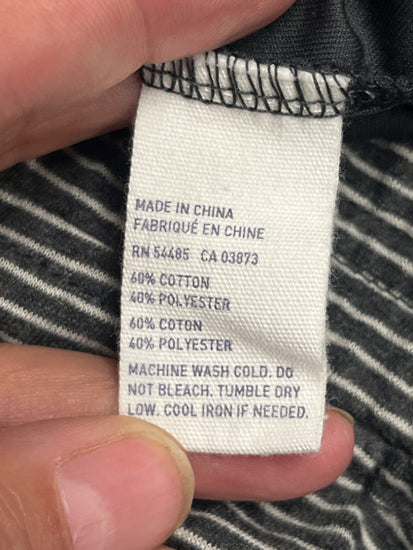 MADE IN CHINA
FABRIQUÉ EN CHINE
RN 54485 CA 03873
60% COTTON
40% POLYESTER
60% COTON
40% POLYESTER
MACHINE WASH COLD. DO
NOT BLEACH. TUMBLE DRY
LOW. COOL IRON IF NEEDED.